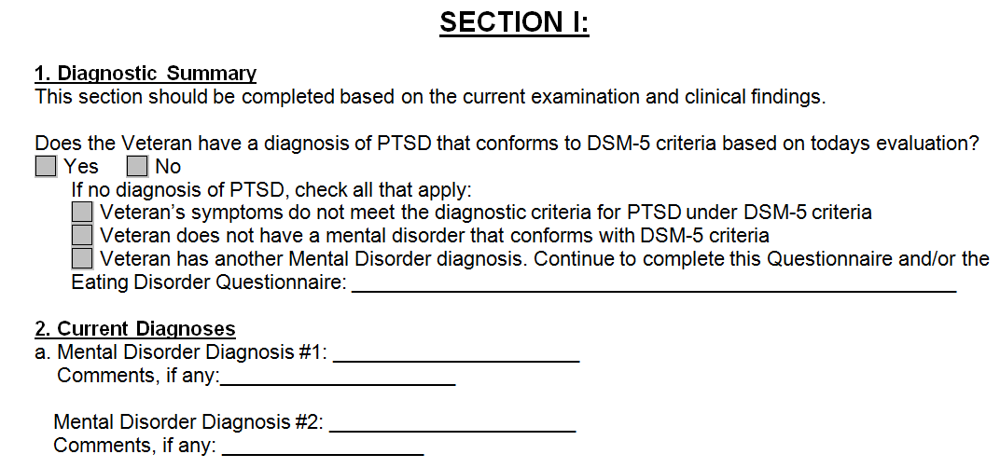 SECTION I:
1. Diagnostic Summary
This section should be completed based on the current examination and clinical findings.
Does the Veteran have a diagnosis of PTSD that conforms to DSM-5 criteria based on todays evaluation?
Yes No
If no diagnosis of PTSD, check all that apply:
Veteran’s symptoms do not meet the diagnostic criteria for PTSD under DSM-5 criteria
Veteran does not have a mental disorder that conforms with DSM-5 criteria
Veteran has another Mental Disorder diagnosis. Continue to complete this Questionnaire and/or the
Eating Disorder Questionnaire:
2. Current Diagnoses
a. Mental Disorder Diagnosis #1:
Comments, if any:
Mental Disorder Diagnosis #2:
Comments, if any: